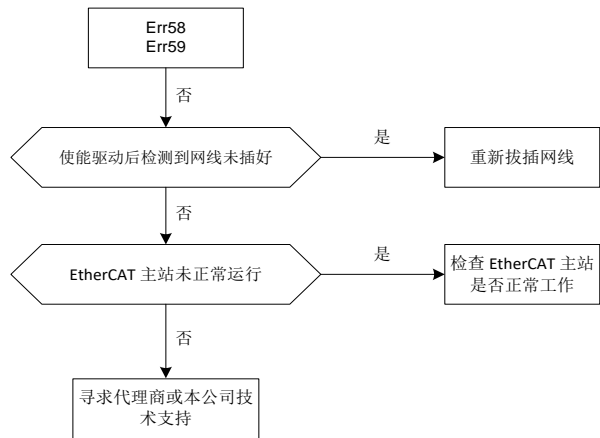 Err58
Err59
否
使能驱动后检测到网线未插好
是
重新拔插网线
否
EtherCAT 主站未正常运行
是
检查 EtherCAT 主站
是否正常工作
否
寻求代理商或本公司技
术支持